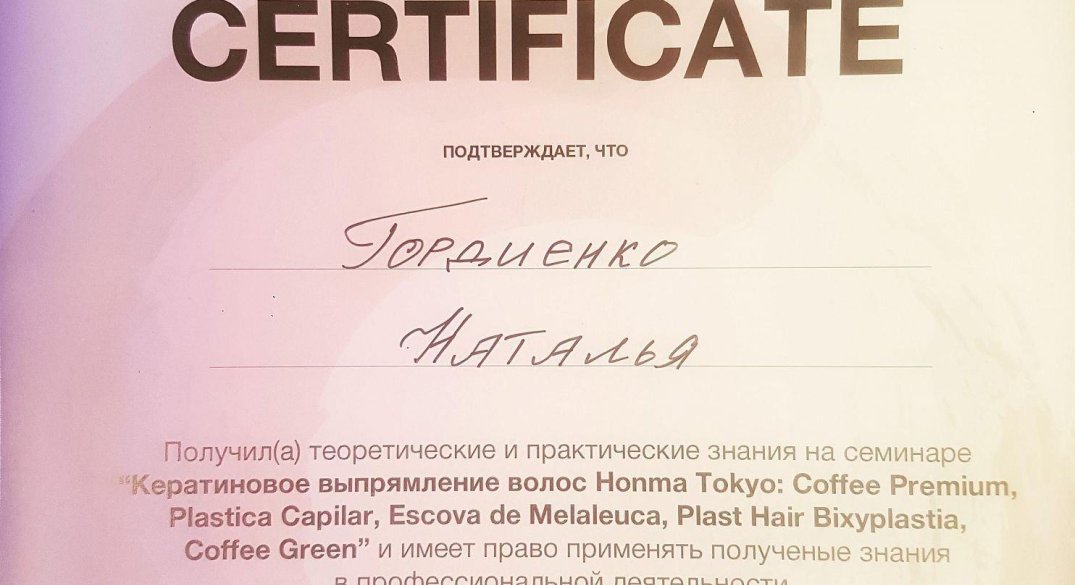 CERTIFICATE
ПОДТВЕРЖДАЕТ, ЧТО
Гордиенко
Наталья
Получил(а) теоретические и практические знания на семинаре
“Кератиновое выпрямление волос Honma Tokyo: Coffee Premium,
Plastica Capilar, Escova de Melaleuca, Plast Hair Bixyplastia,
Coffee Green” и имеет право применять полученые знания
в профессиональной деятельности